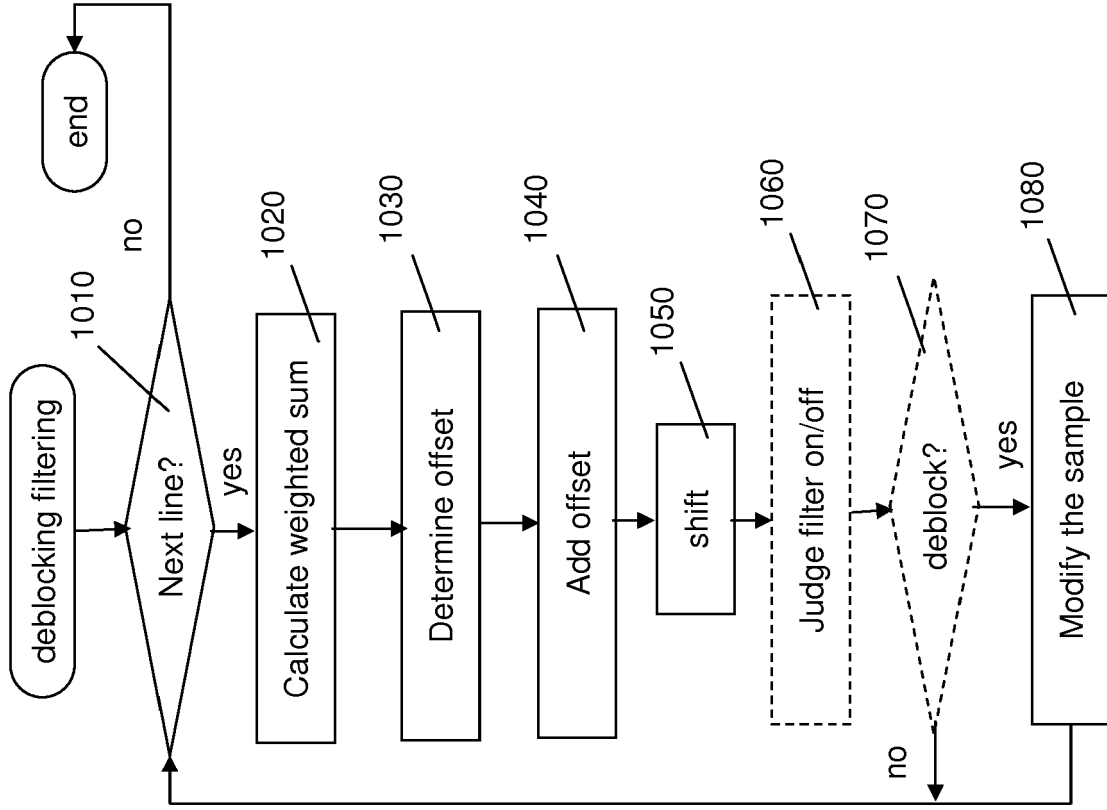 deblocking filtering
end
1010
Next line?
no
yes
1020
Calculate weighted sum
1030
Determine offset
1040
Add offset
1050
shift
1060
Judge filter on/off
1070
deblock?
no
yes
1080
Modify the sample